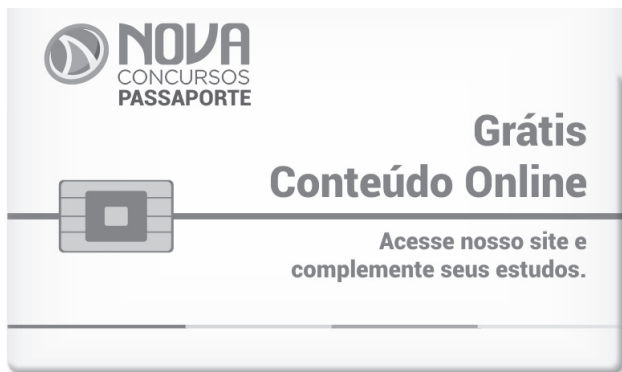 NOVA
CONCURSOS
PASSAPORTE
Grátis
Conteúdo Online
Acesse nosso site e
complemente seus estudos.